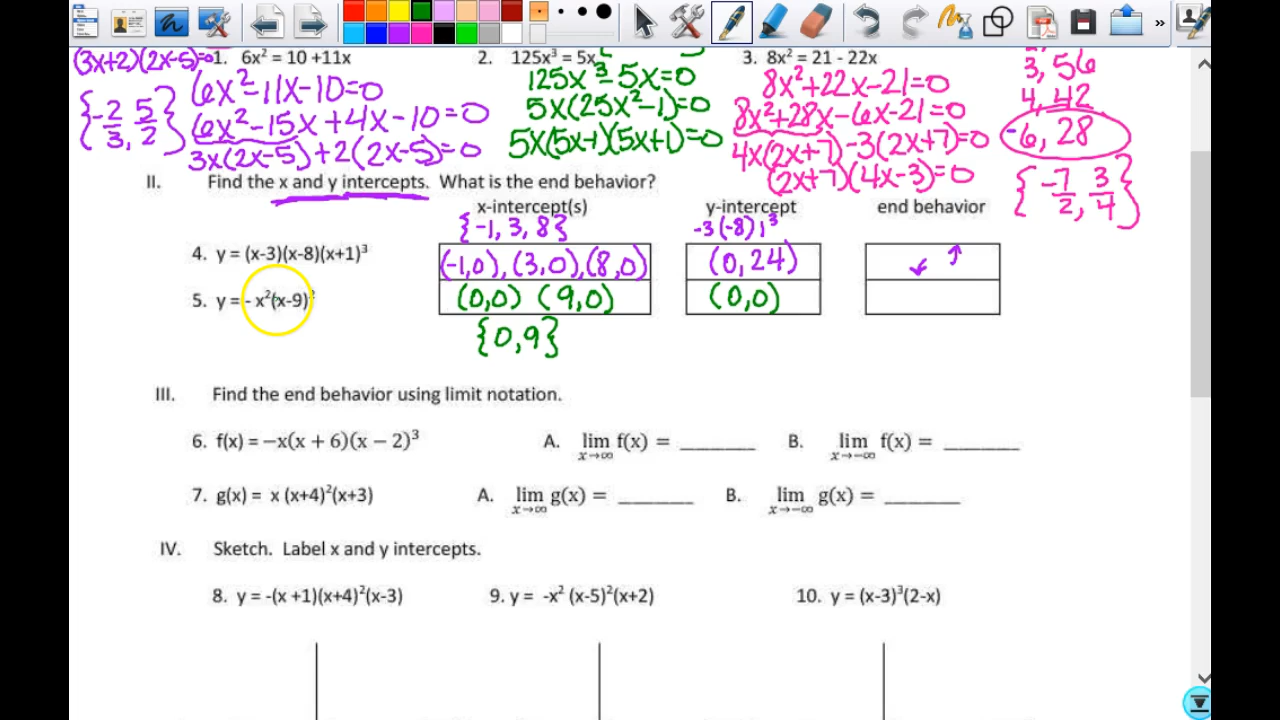 (3x+2)(2x-5)=0
1. 6x² = 10 +11x
6x²-11x-10=0
6x²-15x+4x-10=0
3x(2x-5)+2(2x-5)=0
{-2/3, 5/2}
2. 125x³ = 5x
125x³-5x=0
5x(25x²-1)=0
5x(5x-1)(5x+1)=0
3. 8x² = 21 - 22x
8x²+22x-21=0
8x²+28x-6x-21=0
4x(2x+7)-3(2x+7)=0
(2x+7)(4x-3)=0
3, 56
4, 42
-6, 28
{-7/2, 3/4}
II. Find the x and y intercepts. What is the end behavior?
x-intercept(s) y-intercept end behavior
{-1, 3, 8} -3(-8)1³
4. y = (x-3)(x-8)(x+1)³ (-1,0), (3,0), (8,0) (0, 24) ↙ ↗
5. y = - x²(x-9) (0,0) (9,0) (0,0)
{0,9}
III. Find the end behavior using limit notation.
6. f(x) = −x(x + 6)(x − 2)³ A. lim x→∞ f(x) = ________ B. lim x→−∞ f(x) = ________
7. g(x) = x (x+4)²(x+3) A. lim x→∞ g(x) = ________ B. lim x→−∞ g(x) = ________
IV. Sketch. Label x and y intercepts.
8. y = -(x +1)(x+4)²(x-3) 9. y = -x² (x-5)²(x+2) 10. y = (x-3)³(2-x)